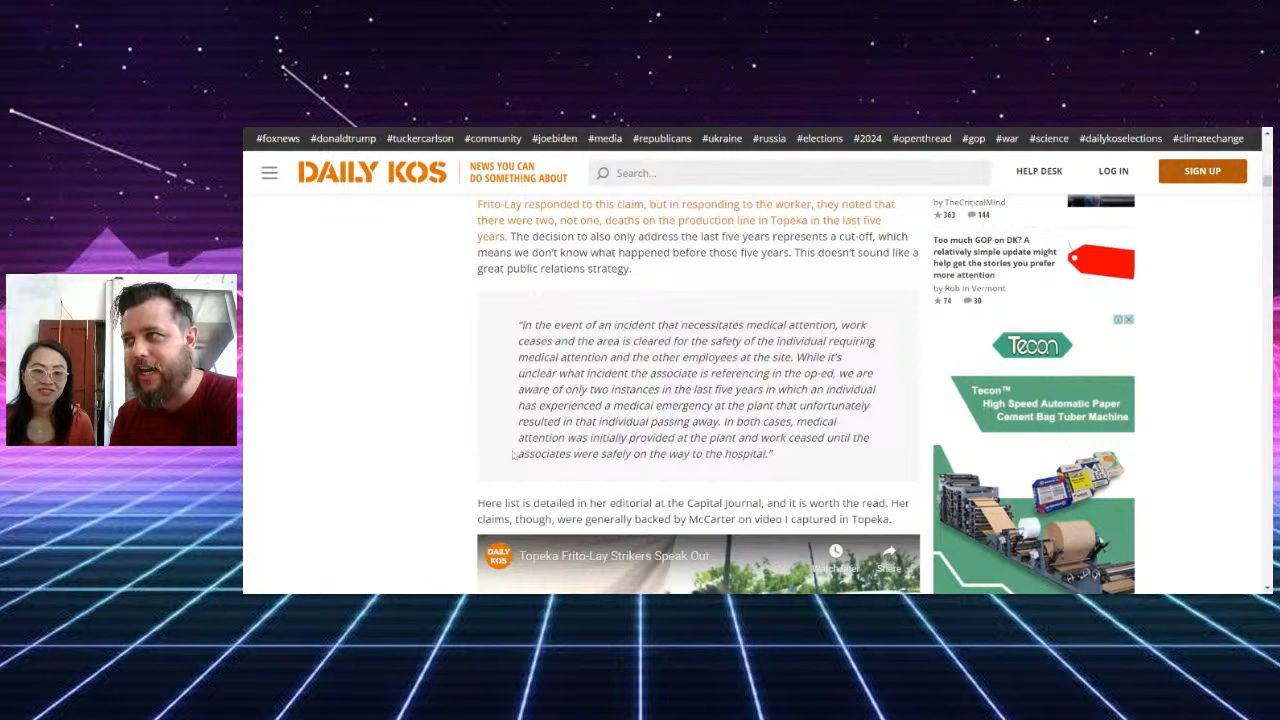 #foxnews #donaldtrump #tuckercarlson #community #joebiden #media #republicans #ukraine #russia #elections #2024 #openthread #gop #war #science #dailykoselections #climatechange
DAILY KOS
NEWS YOU CAN
DO SOMETHING ABOUT
Search...
HELP DESK
LOG IN
SIGN UP
Frito-Lay responded to this claim, but in responding to the worker, they noted that
there were two, not one, deaths on the production line in Topeka in the last five
years. The decision to also only address the last five years represents a cut-off, which
means we don't know what happened before those five years. This doesn't sound like a
great public relations strategy.
"In the event of an incident that necessitates medical attention, work
ceases and the area is cleared for the safety of the individual requiring
medical attention and the other employees at the site. While it's
unclear what incident the associate is referencing in the op-ed, we are
aware of only two instances in the last five years in which an individual
has experienced a medical emergency at the plant that unfortunately
resulted in that individual passing away. In both cases, medical
attention was initially provided at the plant and work ceased until the
associates were safely on the way to the hospital."
Here list is detailed in her editorial at the Capital Journal, and it is worth the read. Her
claims, though, were generally backed by McCarter on video I captured in Topeka.
DAILY
KOS
Topeka Frito-Lay Strikers Speak Out
Watch later
Share
by TheCriticalMind
363 144
Too much GOP on DK? A
relatively simple update might
help get the stories you prefer
more attention
by Rob in Vermont
74 30
Tecon
Tecon™
High Speed Automatic Paper
Cement Bag Tuber Machine